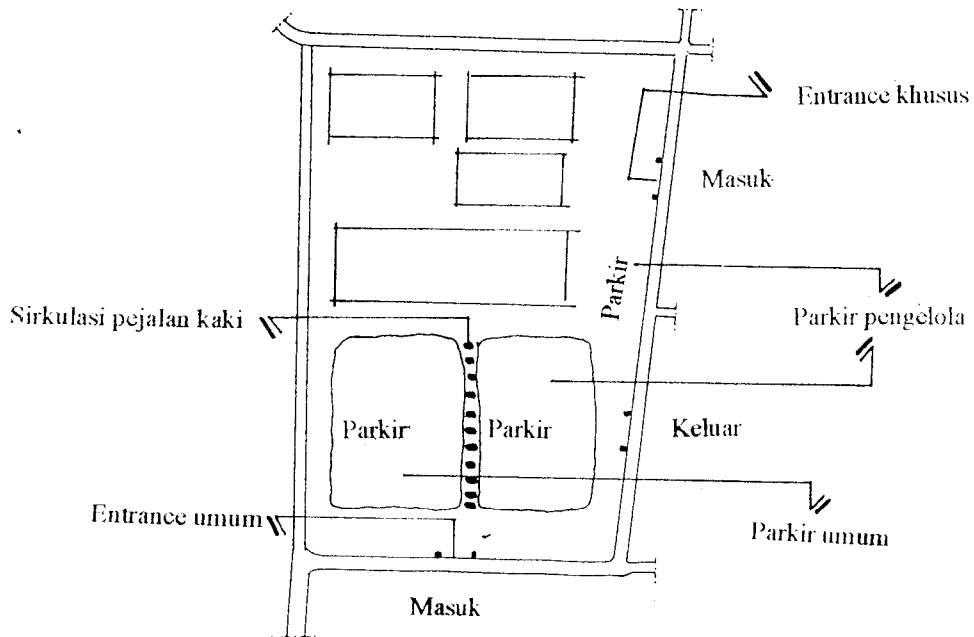 Entrance khusus
Masuk
Parkir
Sirkulasi pejalan kaki
Parkir pengelola
Parkir
Parkir
Keluar
Entrance umum
Parkir umum
Masuk